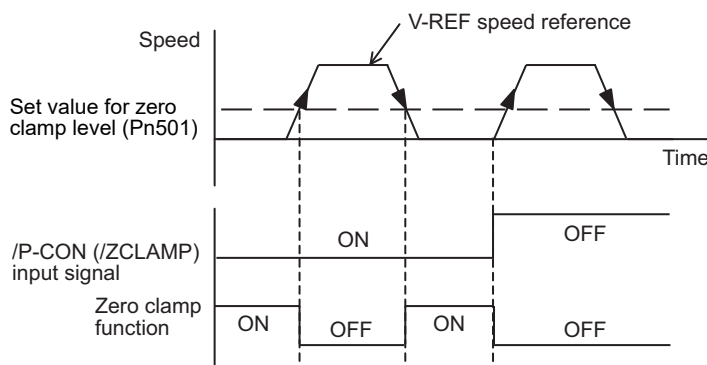 V-REF speed reference
Speed
Set value for zero
clamp level (Pn501)
Time
/P-CON (/ZCLAMP)
input signal
ON
OFF
Zero clamp
function
ON
OFF
ON
OFF